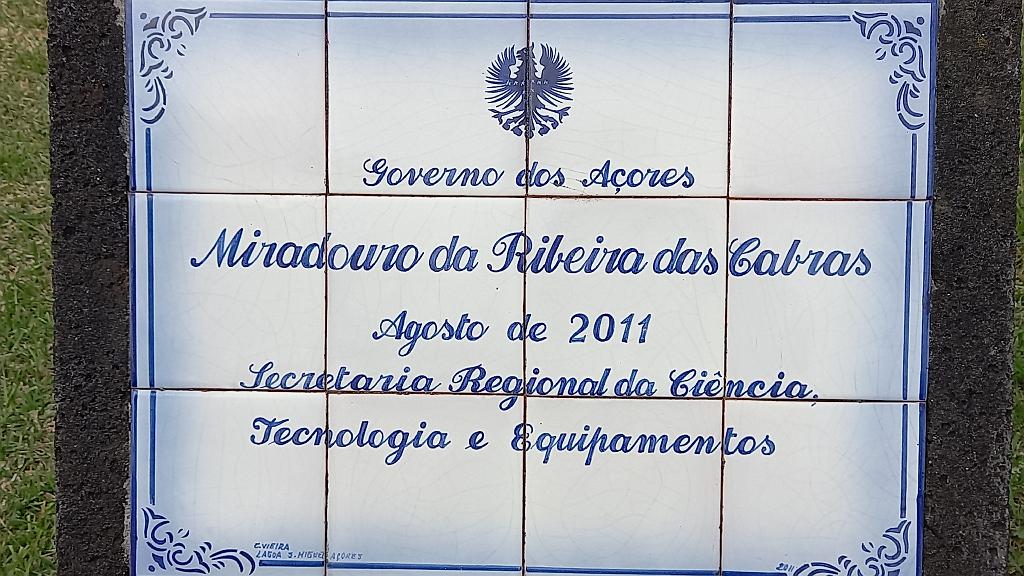 Governo dos Açores
Miradouro da Ribeira das Cabras
Agosto de 2011
Secretaria Regional da Ciência,
Tecnologia e Equipamentos
C.VIEIRA
LAGOA S. MIGUEL AÇORES
2011